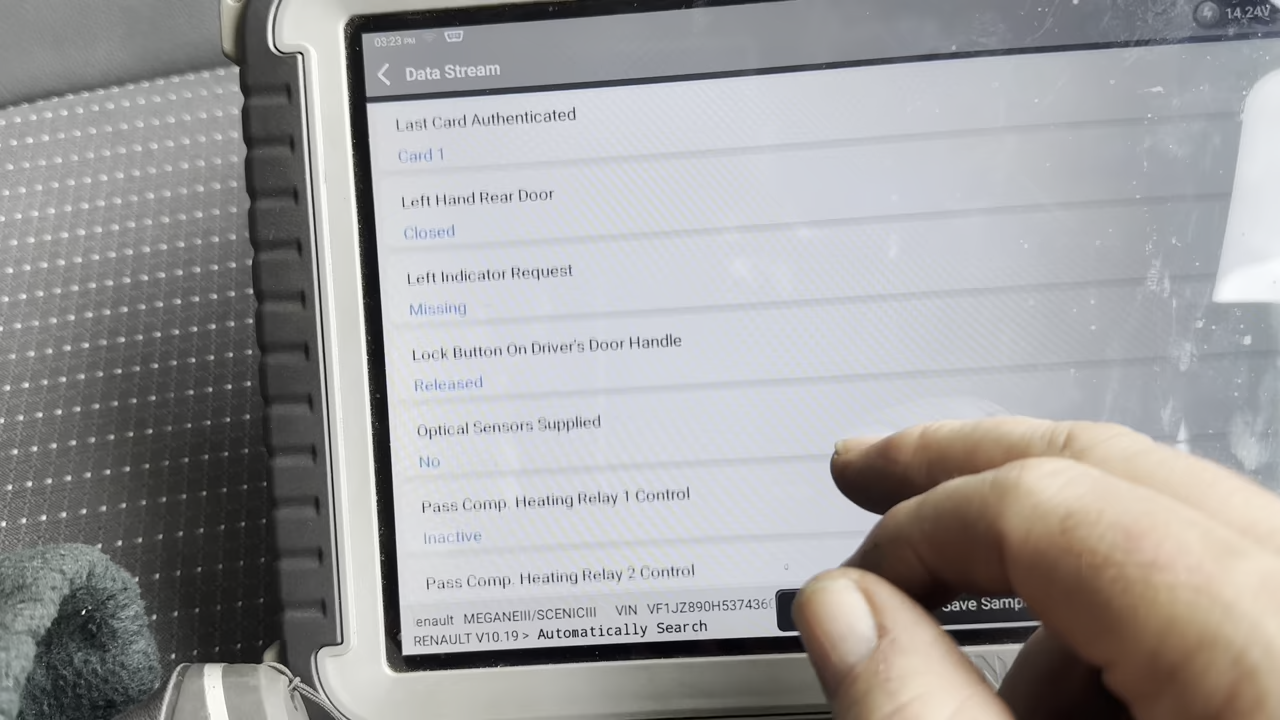 03:23 PM
14.24V
Data Stream
Last Card Authenticated
Card 1
Left Hand Rear Door
Closed
Left Indicator Request
Missing
Lock Button On Driver's Door Handle
Released
Optical Sensors Supplied
No
Pass Comp. Heating Relay 1 Control
Inactive
Pass Comp. Heating Relay 2 Control
enault MEGANEIII/SCENICIII VIN VF1JZ890H537436
Save Samp
RENAULT V10.19 > Automatically Search